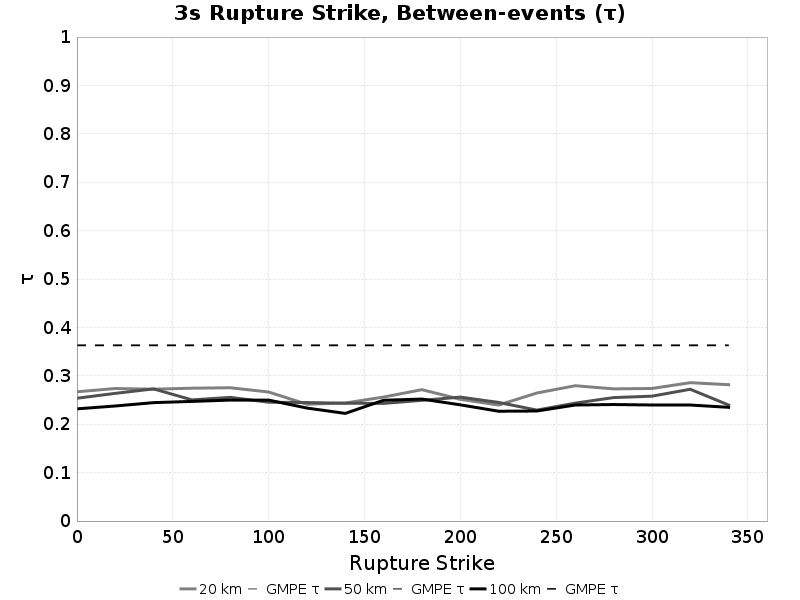 3s Rupture Strike, Between-events (τ)
1
0.9
0.8
0.7
0.6
0.5
0.4
0.3
0.2
0.1
0
τ
0 50 100 150 200 250 300 350
Rupture Strike
20 km GMPE τ 50 km GMPE τ 100 km GMPE τ